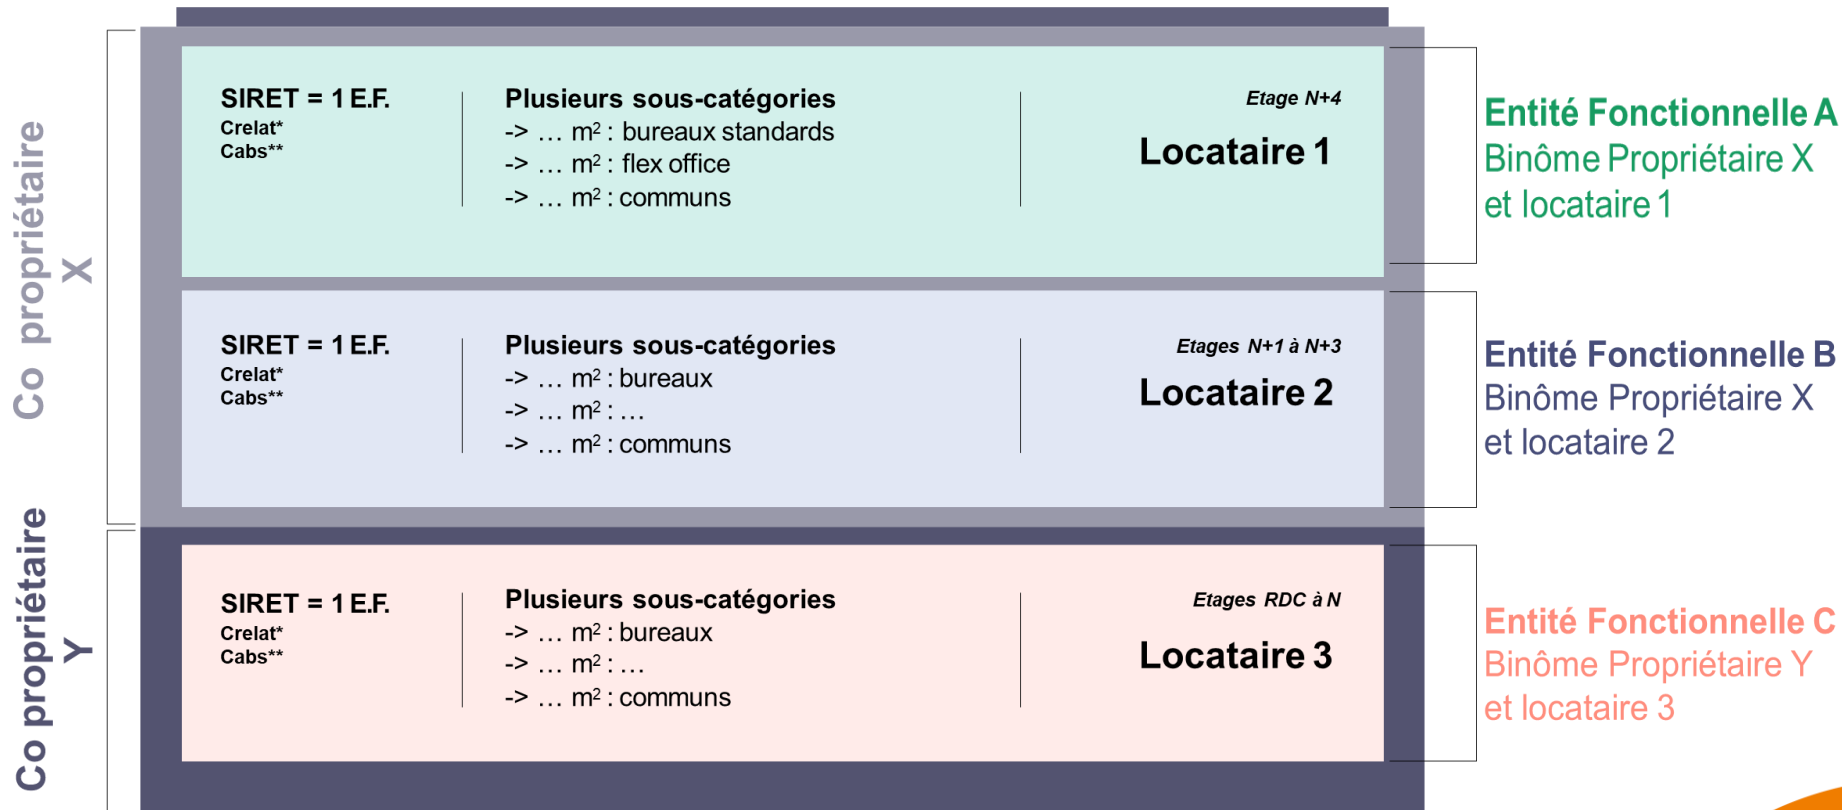 Co propriétaire
X
SIRET = 1 E.F.
Crelat*
Cabs**
Plusieurs sous-catégories
-> … m² : bureaux standards
-> … m² : flex office
-> … m² : communs
Etage N+4
Locataire 1
Entité Fonctionnelle A
Binôme Propriétaire X
et locataire 1
SIRET = 1 E.F.
Crelat*
Cabs**
Plusieurs sous-catégories
-> … m² : bureaux
-> … m² : …
-> … m² : communs
Etages N+1 à N+3
Locataire 2
Entité Fonctionnelle B
Binôme Propriétaire X
et locataire 2
Co propriétaire
Y
SIRET = 1 E.F.
Crelat*
Cabs**
Plusieurs sous-catégories
-> … m² : bureaux
-> … m² : …
-> … m² : communs
Etages RDC à N
Locataire 3
Entité Fonctionnelle C
Binôme Propriétaire Y
et locataire 3